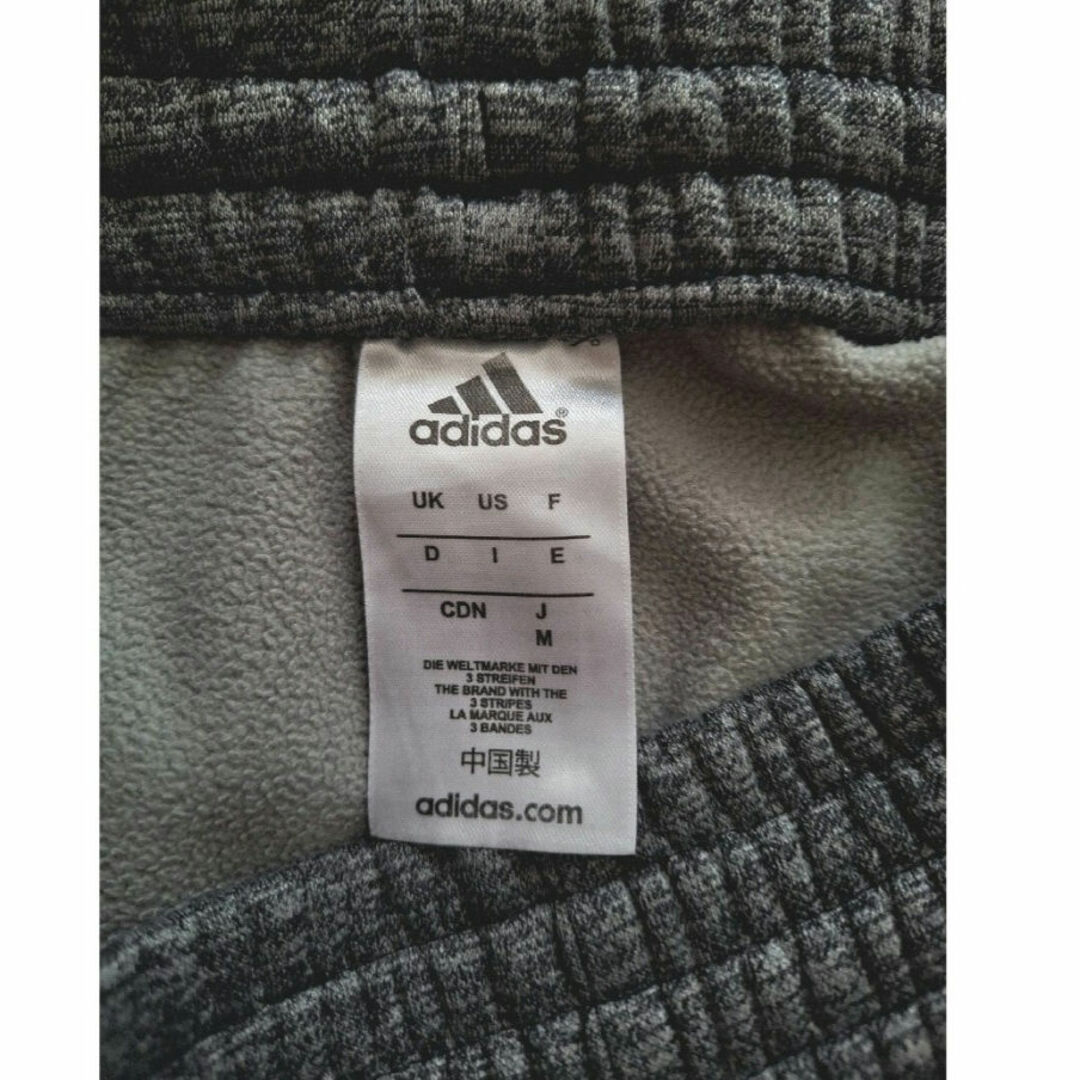 adidas®
UK US F
D I E
CDN J
M
DIE WELTMARKE MIT DEN
3 STREIFEN
THE BRAND WITH THE
3 STRIPES
LA MARQUE AUX
3 BANDES
中国製
adidas.com